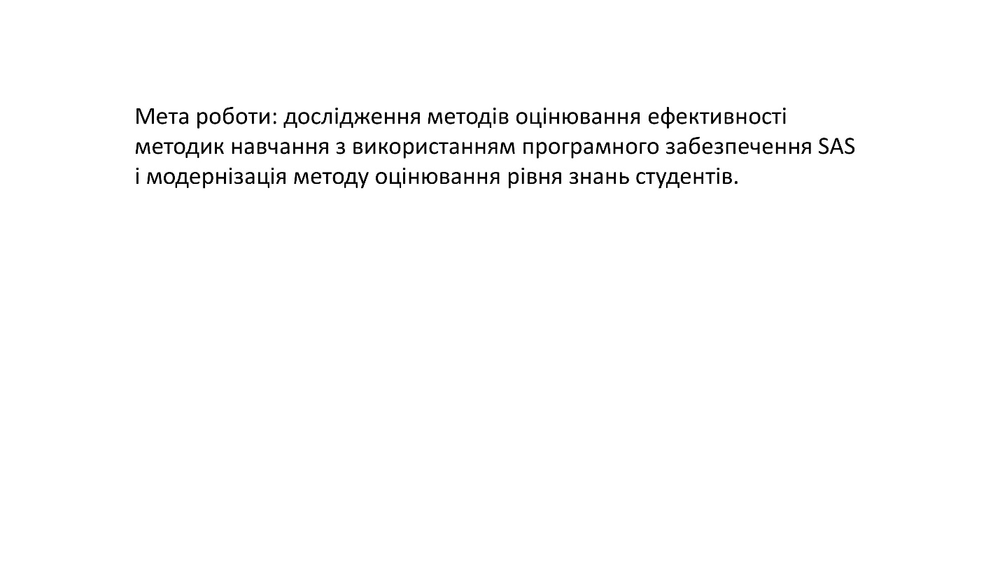 Мета роботи: дослідження методів оцінювання ефективності
методик навчання з використанням програмного забезпечення SAS
і модернізація методу оцінювання рівня знань студентів.